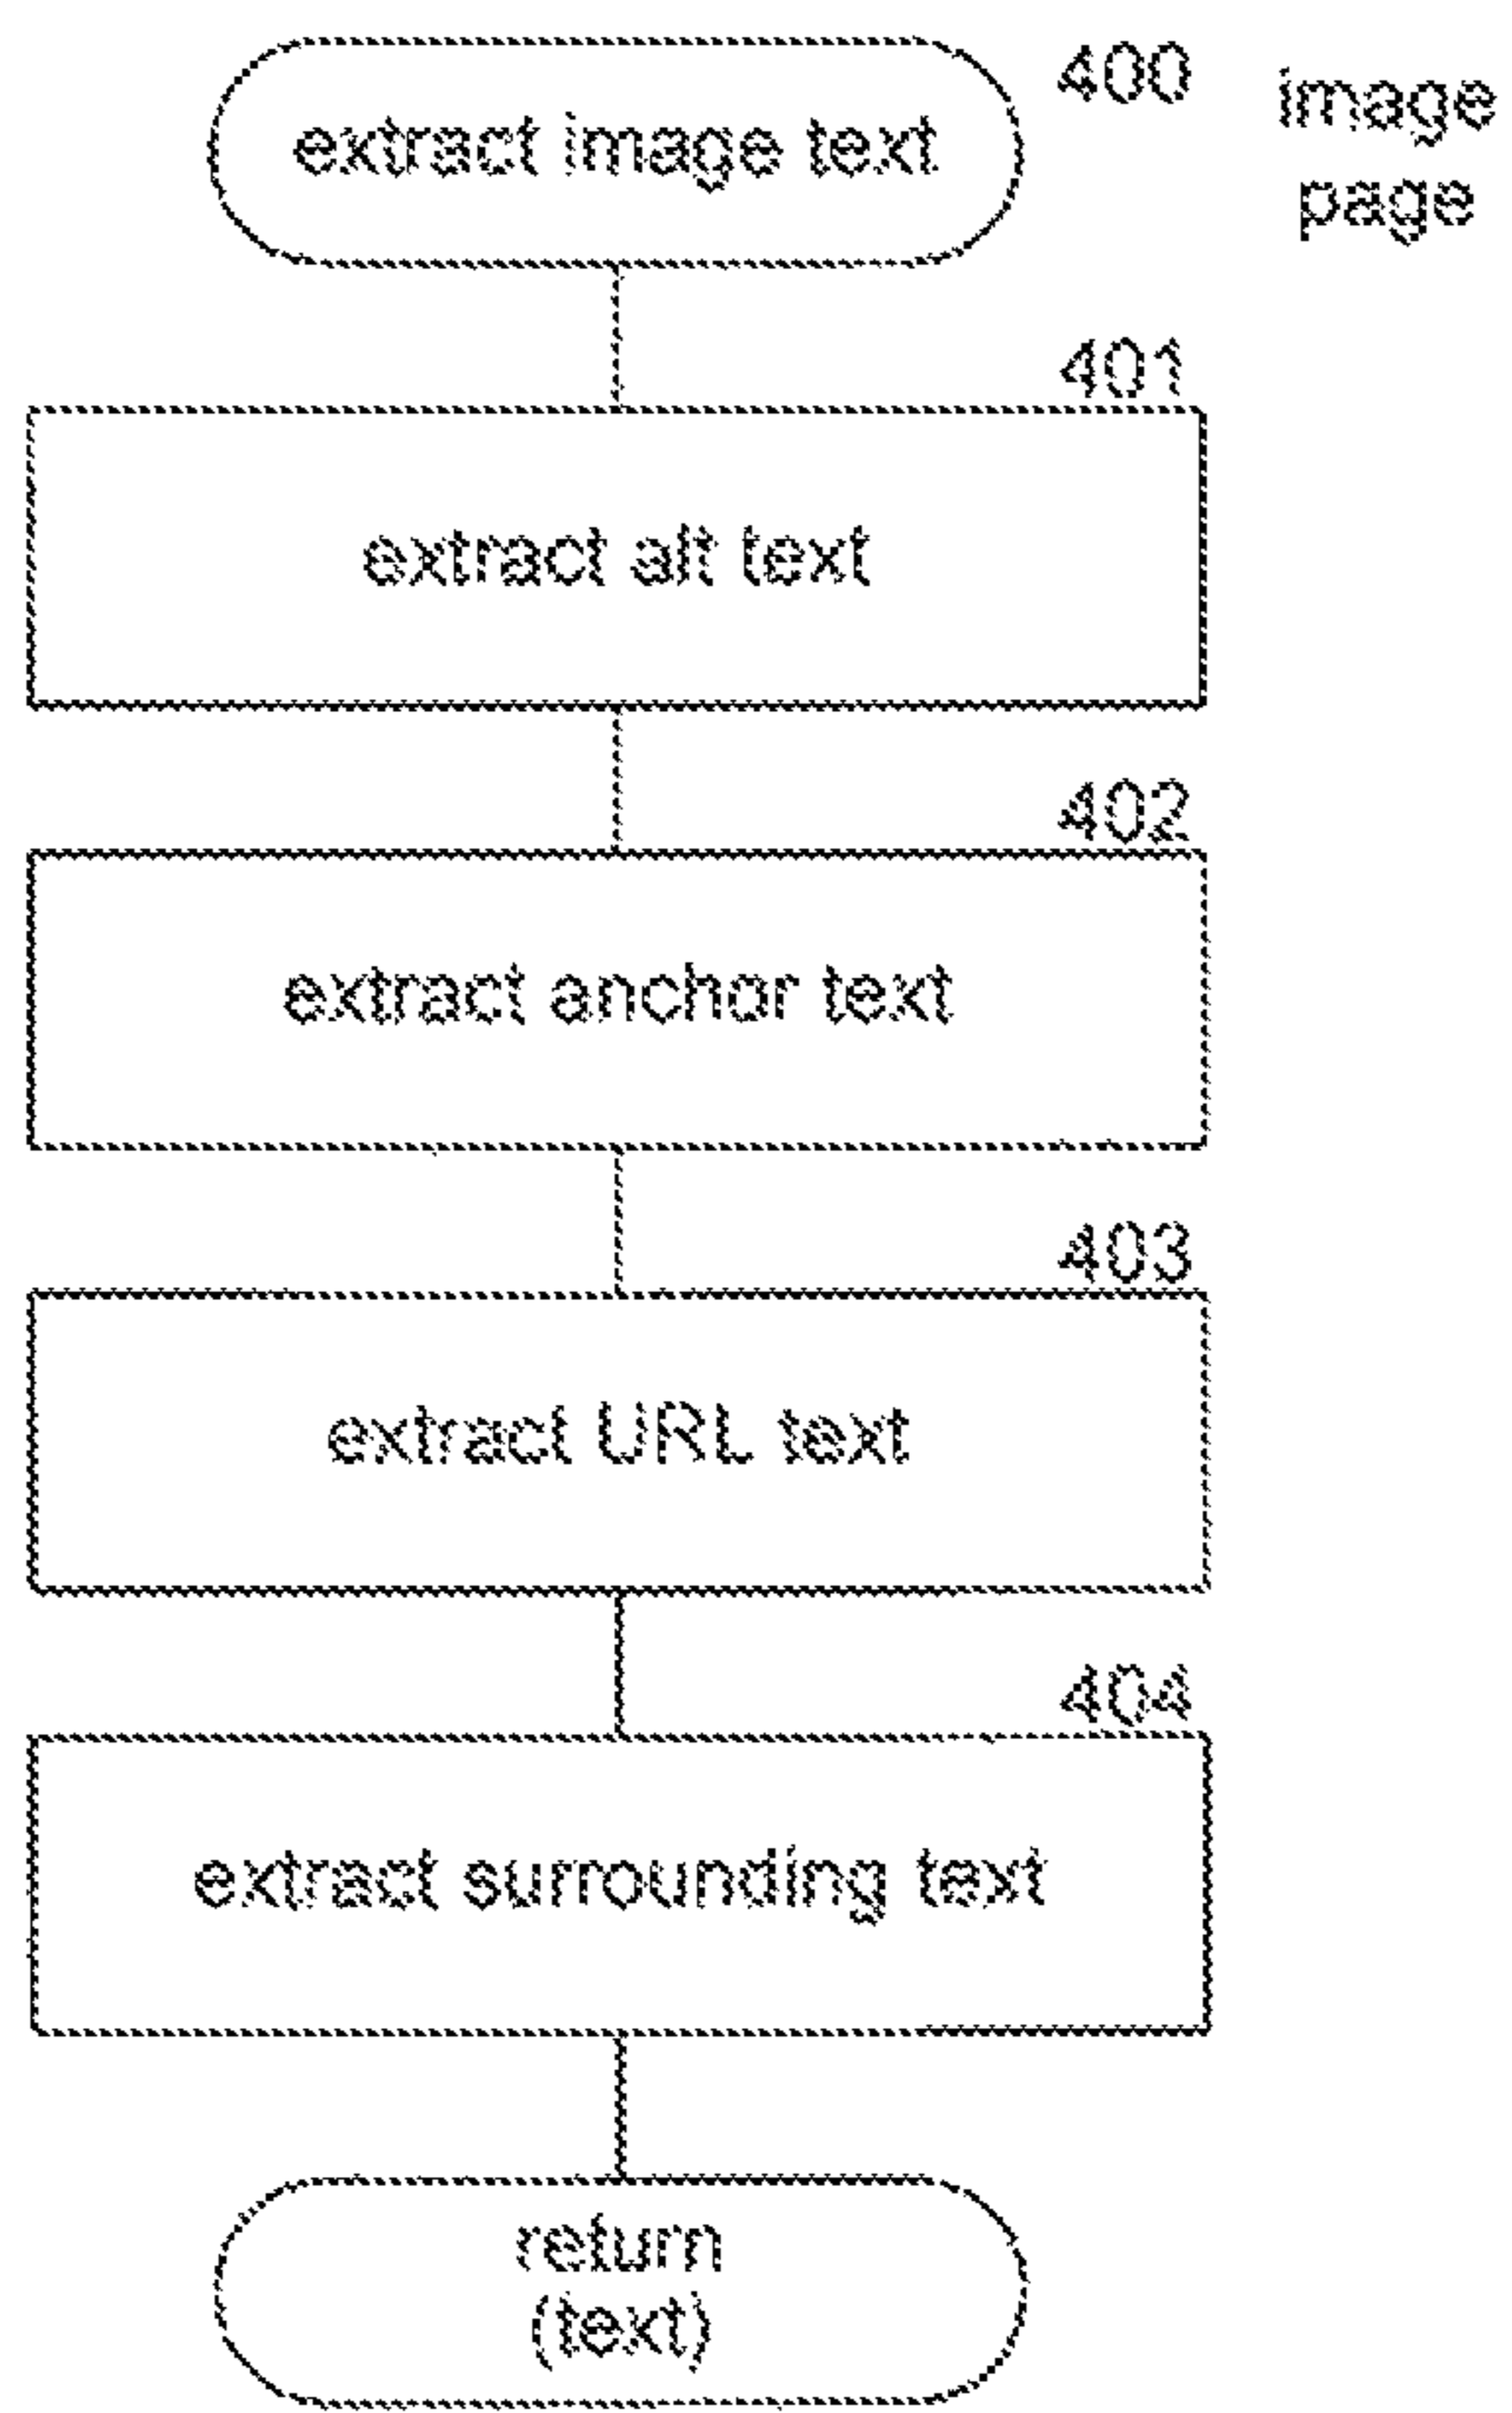 extract image text
400
image
page
401
extract alt text
402
extract anchor text
403
extract URL text
404
extract surrounding text
return
(text)